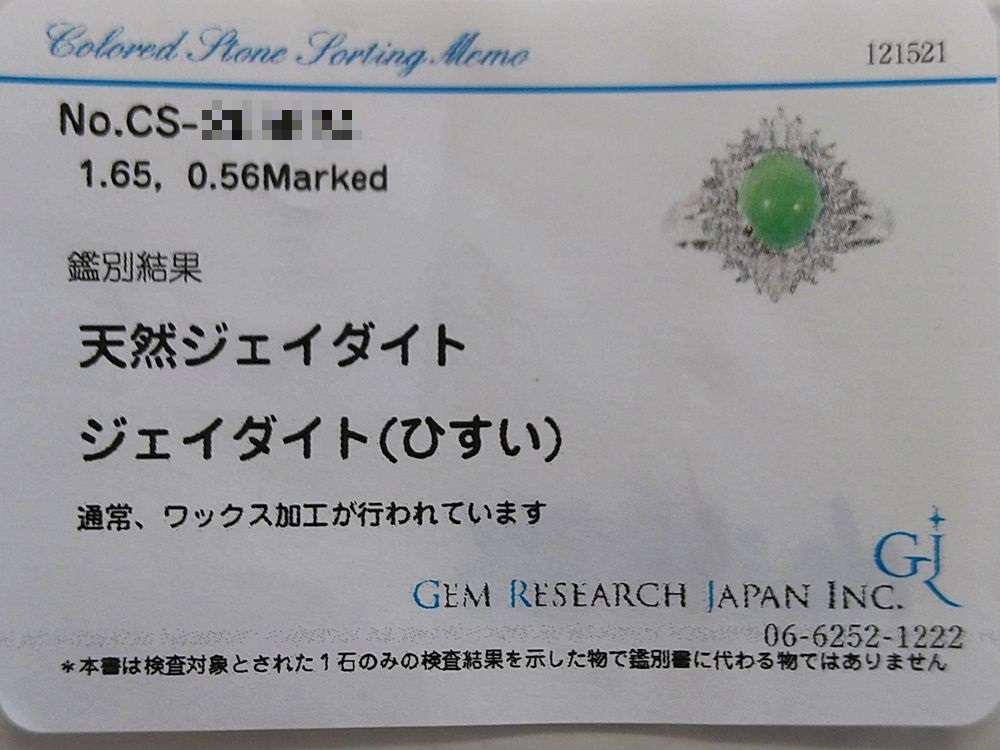 Colored Stone Sorting Memo
121521
No.CS-
1.65, 0.56Marked
鑑別結果
天然ジェイダイト
ジェイダイト(ひすい)
通常、ワックス加工が行われています
GJ
GEM RESEARCH JAPAN INC.
06-6252-1222
*本書は検査対象とされた1石のみの検査結果を示した物で鑑別書に代わる物ではありません